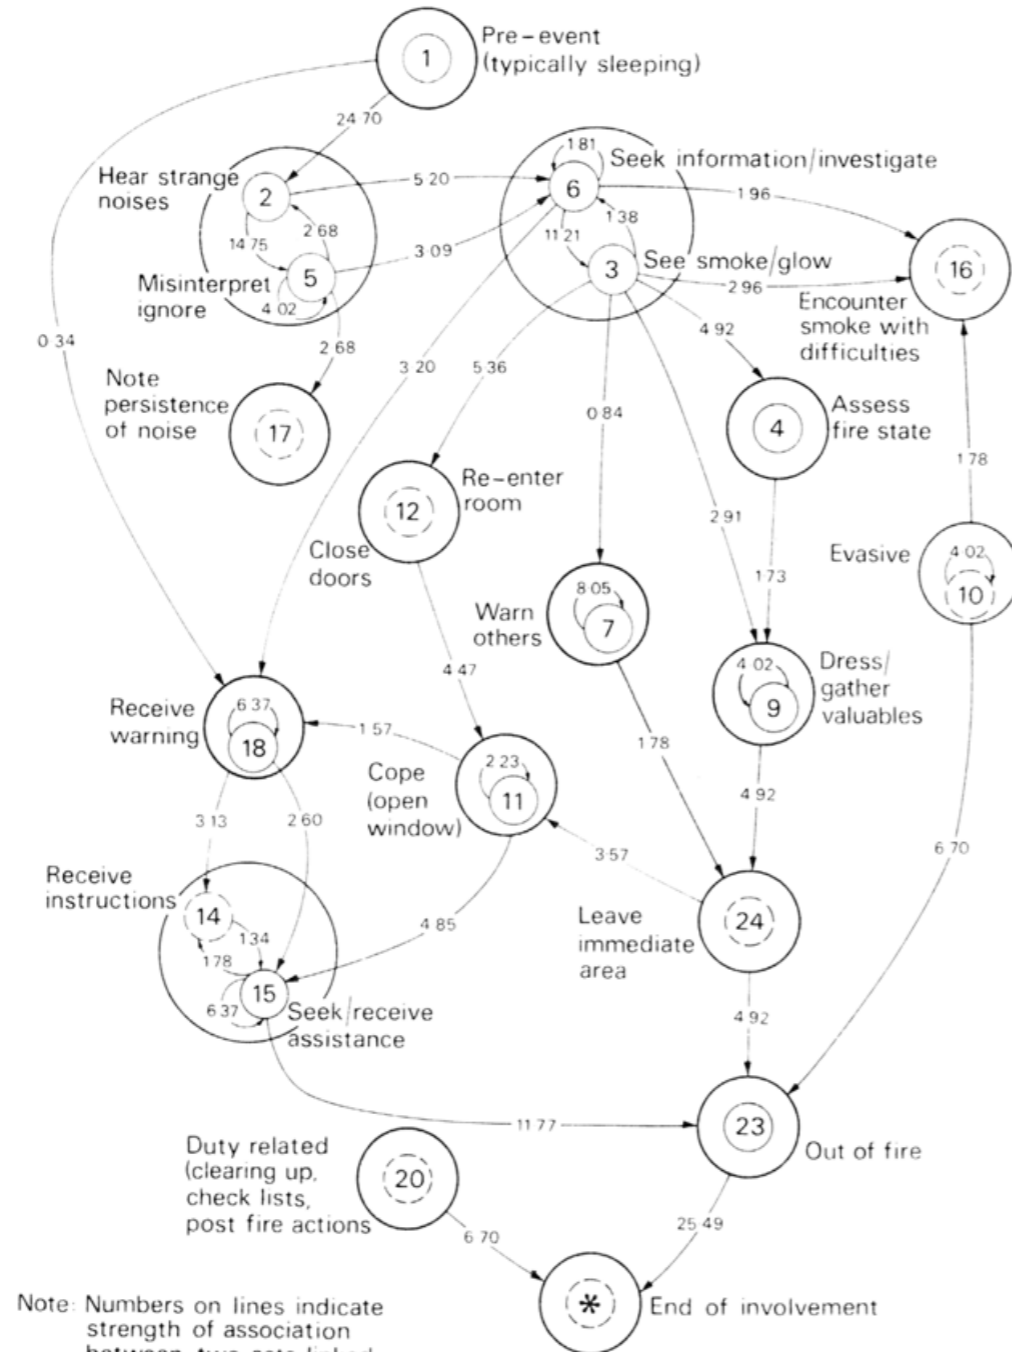 1
Pre-event
(typically sleeping)
24 70
Hear strange
noises
2
5 20
1 81
Seek information/investigate
6
1 96
14 75
2 68
11 21
1 38
3 09
5
Misinterpret
ignore
4 02
3
See smoke/glow
2 96
16
Encounter
smoke with
difficulties
0 34
2 68
3 20
5 36
4 92
0 84
Note
persistence
of noise
17
4
Assess
fire state
1 78
12
Re-enter
room
Close
doors
2 91
1 73
Evasive
4 02
10
Warn
others
8 05
7
4 02
9
Dress/
gather
valuables
4 47
Receive
warning
6 37
18
1 57
1 78
Cope
(open
window)
2 23
11
4 92
3 13
2 60
3 57
6 70
Receive
instructions
14
1 34
1 78
4 85
Leave
immediate
area
24
15
6 37
Seek/receive
assistance
4 92
11 77
23
Out of fire
Duty related
(clearing up,
check lists,
post fire actions
20
6 70
25 49
*
End of involvement
Note: Numbers on lines indicate
strength of association
between two acts linked